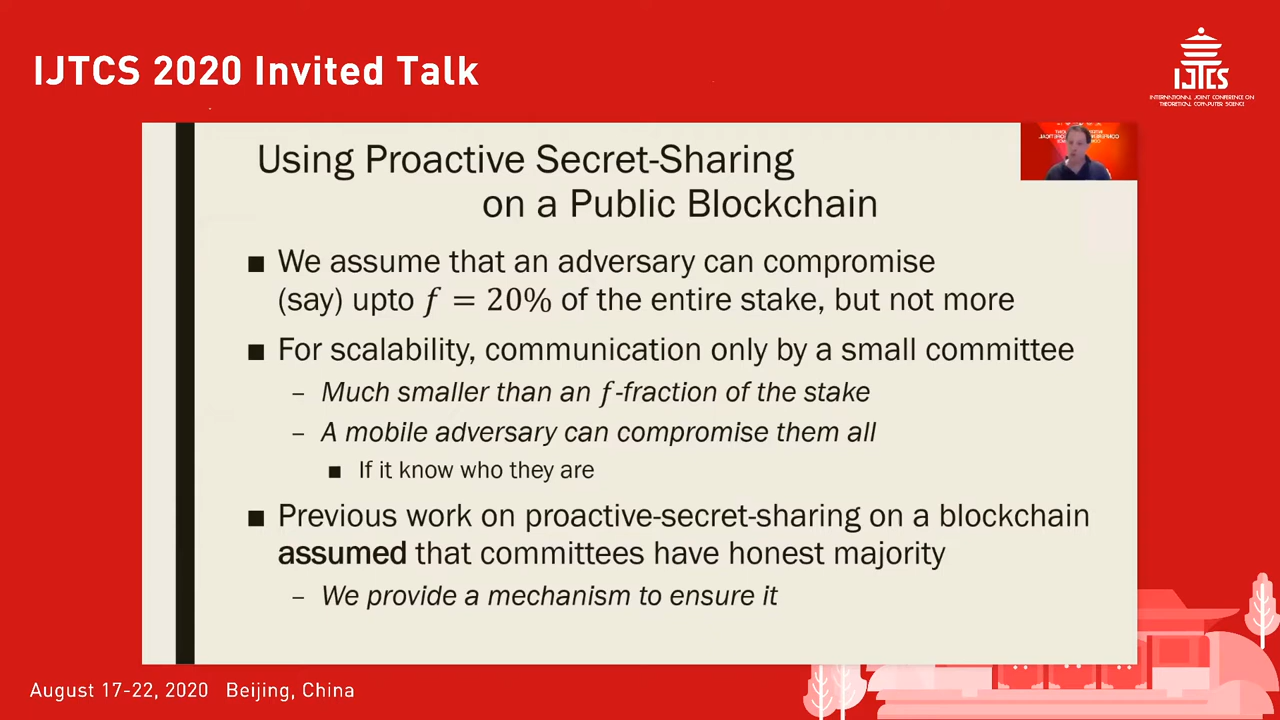 IJTCS 2020 Invited Talk
IJTCS
INTERNATIONAL JOINT CONFERENCE ON
THEORETICAL COMPUTER SCIENCE
Using Proactive Secret-Sharing
on a Public Blockchain
■ We assume that an adversary can compromise
(say) upto f = 20% of the entire stake, but not more
■ For scalability, communication only by a small committee
– Much smaller than an f-fraction of the stake
– A mobile adversary can compromise them all
■ If it know who they are
■ Previous work on proactive-secret-sharing on a blockchain
assumed that committees have honest majority
– We provide a mechanism to ensure it
August 17-22, 2020 Beijing, China